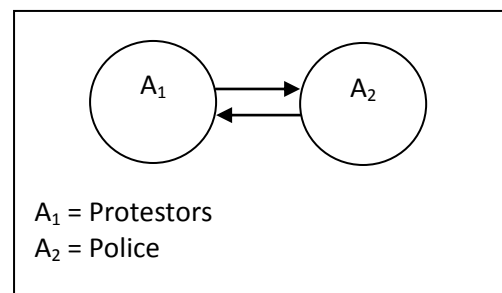 A₁ A₂
A₁ = Protestors
A₂ = Police